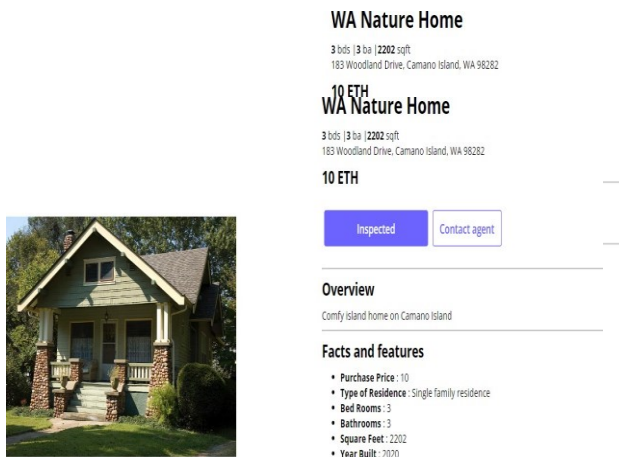 WA Nature Home
3 bds | 3 ba | 2202 sqft
183 Woodland Drive, Camano Island, WA 98282
10 ETH
WA Nature Home
3 bds | 3 ba | 2202 sqft
183 Woodland Drive, Camano Island, WA 98282
10 ETH
Inspected
Contact agent
Overview
Comfy island home on Camano Island
Facts and features
• Purchase Price : 10
• Type of Residence : Single family residence
• Bed Rooms : 3
• Bathrooms : 3
• Square Feet : 2202
• Year Built : 2020